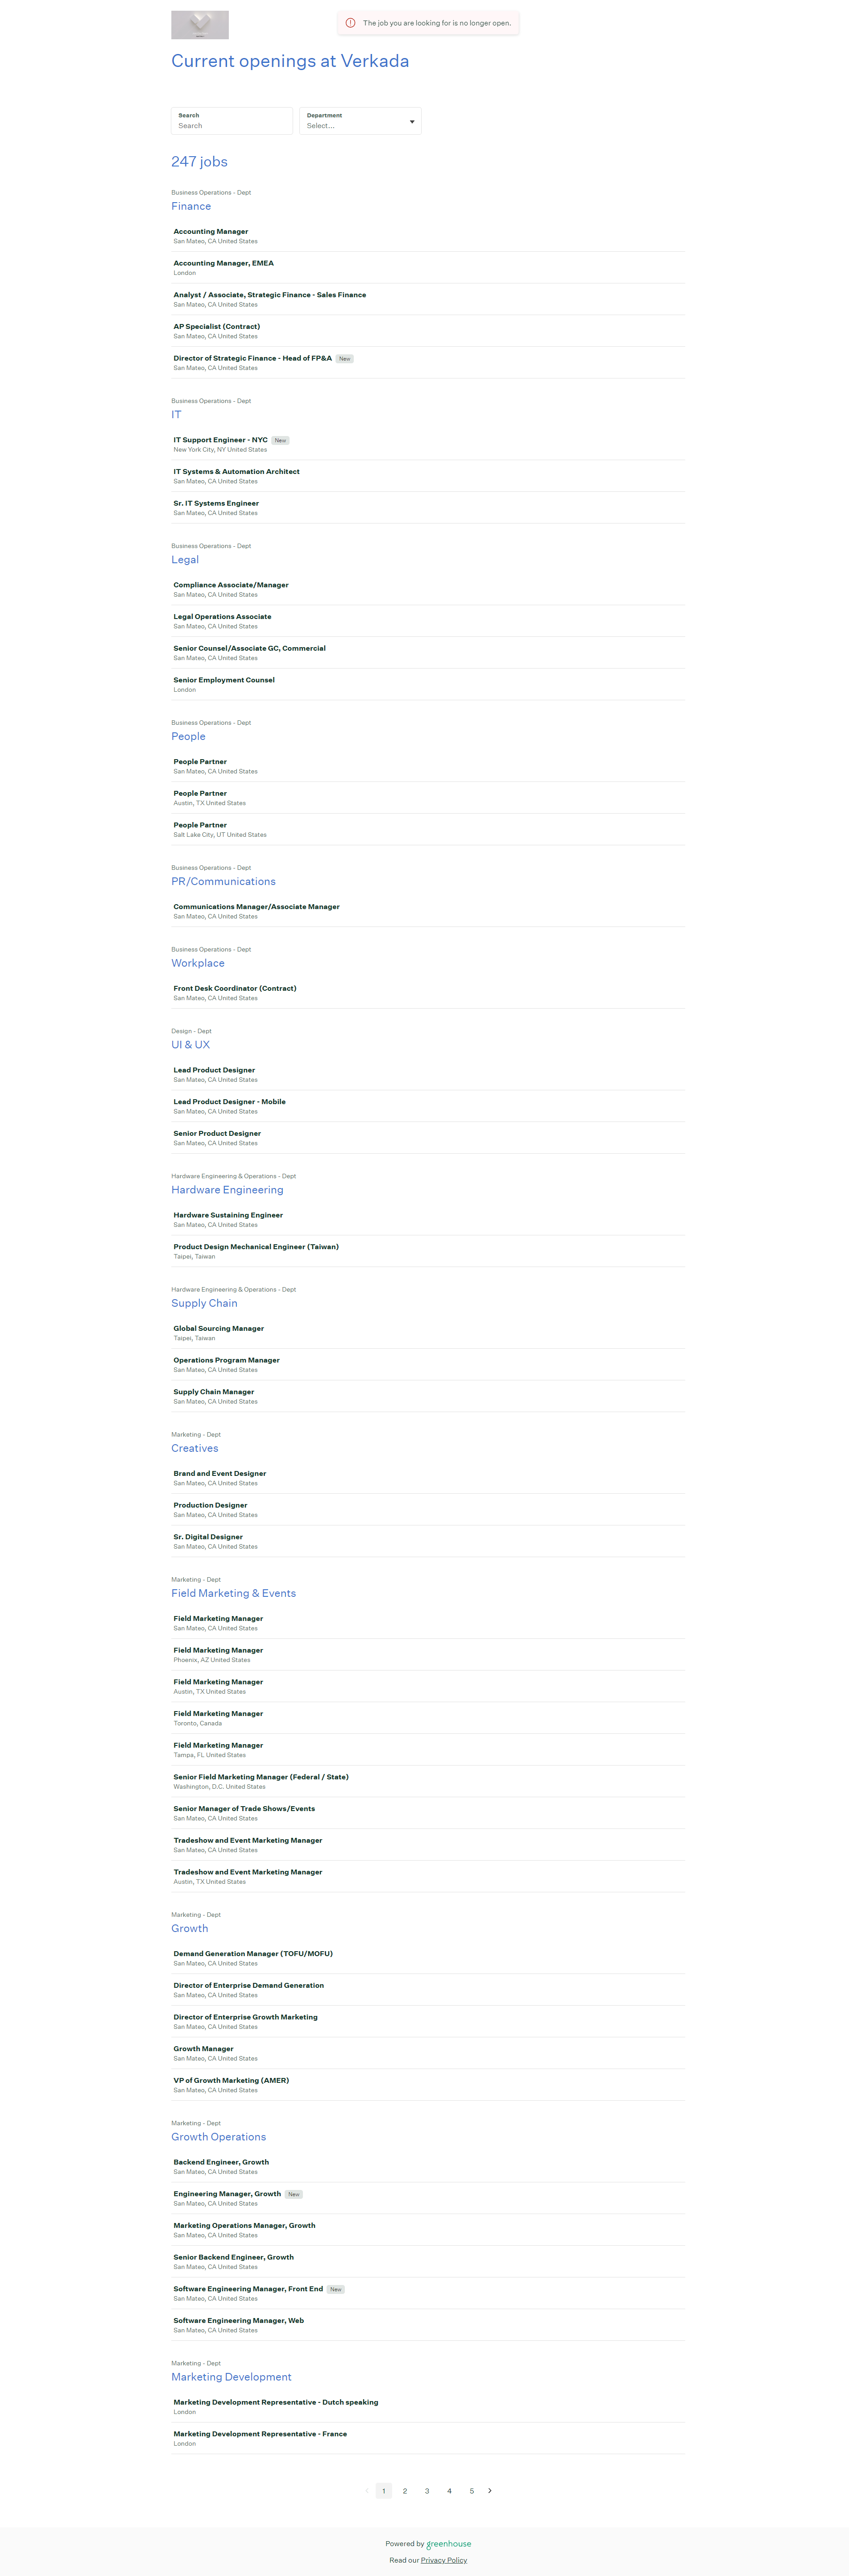 The job you are looking for is no longer open.
Current openings at Verkada
Search
Search
Department
Select...
247 jobs
Business Operations - Dept
Finance
Accounting Manager
San Mateo, CA United States
Accounting Manager, EMEA
London
Analyst / Associate, Strategic Finance - Sales Finance
San Mateo, CA United States
AP Specialist (Contract)
San Mateo, CA United States
Director of Strategic Finance - Head of FP&A New
San Mateo, CA United States
Business Operations - Dept
IT
IT Support Engineer - NYC New
New York City, NY United States
IT Systems & Automation Architect
San Mateo, CA United States
Sr. IT Systems Engineer
San Mateo, CA United States
Business Operations - Dept
Legal
Compliance Associate/Manager
San Mateo, CA United States
Legal Operations Associate
San Mateo, CA United States
Senior Counsel/Associate GC, Commercial
San Mateo, CA United States
Senior Employment Counsel
London
Business Operations - Dept
People
People Partner
San Mateo, CA United States
People Partner
Austin, TX United States
People Partner
Salt Lake City, UT United States
Business Operations - Dept
PR/Communications
Communications Manager/Associate Manager
San Mateo, CA United States
Business Operations - Dept
Workplace
Front Desk Coordinator (Contract)
San Mateo, CA United States
Design - Dept
UI & UX
Lead Product Designer
San Mateo, CA United States
Lead Product Designer - Mobile
San Mateo, CA United States
Senior Product Designer
San Mateo, CA United States
Hardware Engineering & Operations - Dept
Hardware Engineering
Hardware Sustaining Engineer
San Mateo, CA United States
Product Design Mechanical Engineer (Taiwan)
Taipei, Taiwan
Hardware Engineering & Operations - Dept
Supply Chain
Global Sourcing Manager
Taipei, Taiwan
Operations Program Manager
San Mateo, CA United States
Supply Chain Manager
San Mateo, CA United States
Marketing - Dept
Creatives
Brand and Event Designer
San Mateo, CA United States
Production Designer
San Mateo, CA United States
Sr. Digital Designer
San Mateo, CA United States
Marketing - Dept
Field Marketing & Events
Field Marketing Manager
San Mateo, CA United States
Field Marketing Manager
Phoenix, AZ United States
Field Marketing Manager
Austin, TX United States
Field Marketing Manager
Toronto, Canada
Field Marketing Manager
Tampa, FL United States
Senior Field Marketing Manager (Federal / State)
Washington, D.C. United States
Senior Manager of Trade Shows/Events
San Mateo, CA United States
Tradeshow and Event Marketing Manager
San Mateo, CA United States
Tradeshow and Event Marketing Manager
Austin, TX United States
Marketing - Dept
Growth
Demand Generation Manager (TOFU/MOFU)
San Mateo, CA United States
Director of Enterprise Demand Generation
San Mateo, CA United States
Director of Enterprise Growth Marketing
San Mateo, CA United States
Growth Manager
San Mateo, CA United States
VP of Growth Marketing (AMER)
San Mateo, CA United States
Marketing - Dept
Growth Operations
Backend Engineer, Growth
San Mateo, CA United States
Engineering Manager, Growth New
San Mateo, CA United States
Marketing Operations Manager, Growth
San Mateo, CA United States
Senior Backend Engineer, Growth
San Mateo, CA United States
Software Engineering Manager, Front End New
San Mateo, CA United States
Software Engineering Manager, Web
San Mateo, CA United States
Marketing - Dept
Marketing Development
Marketing Development Representative - Dutch speaking
London
Marketing Development Representative - France
London
1 2 3 4 5
Powered by greenhouse
Read our Privacy Policy